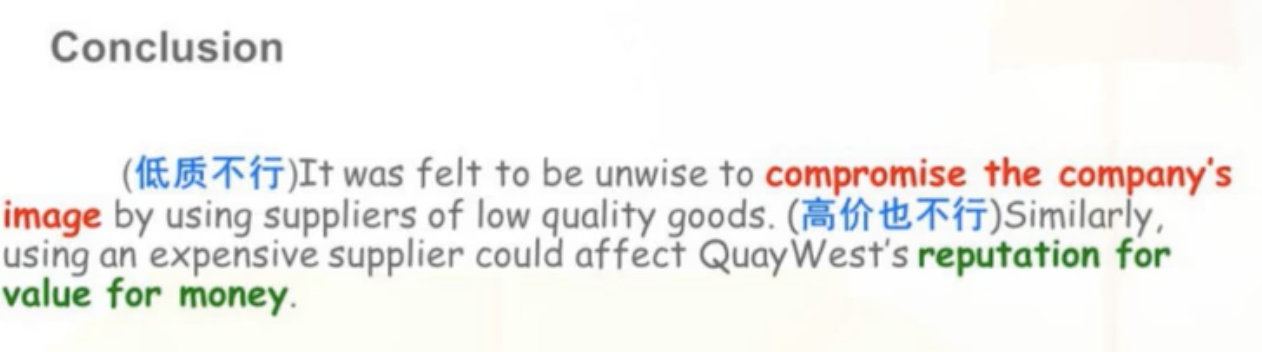 Conclusion
(低质不行)It was felt to be unwise to compromise the company's
image by using suppliers of low quality goods. (高价也不行)Similarly,
using an expensive supplier could affect QuayWest's reputation for
value for money.